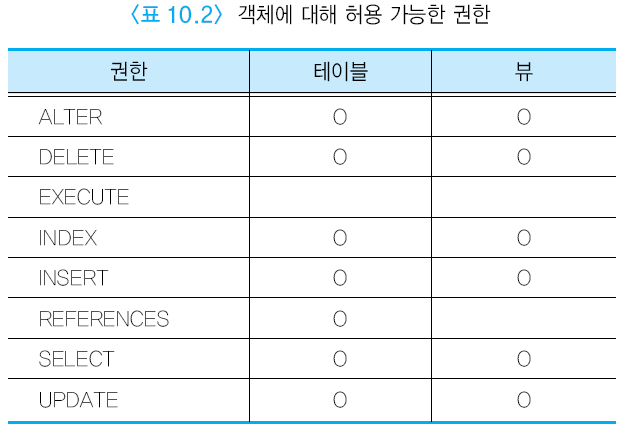 〈표 10.2〉 객체에 대해 허용 가능한 권한
권한 테이블 뷰
ALTER O O
DELETE O O
EXECUTE
INDEX O O
INSERT O O
REFERENCES O
SELECT O O
UPDATE O O